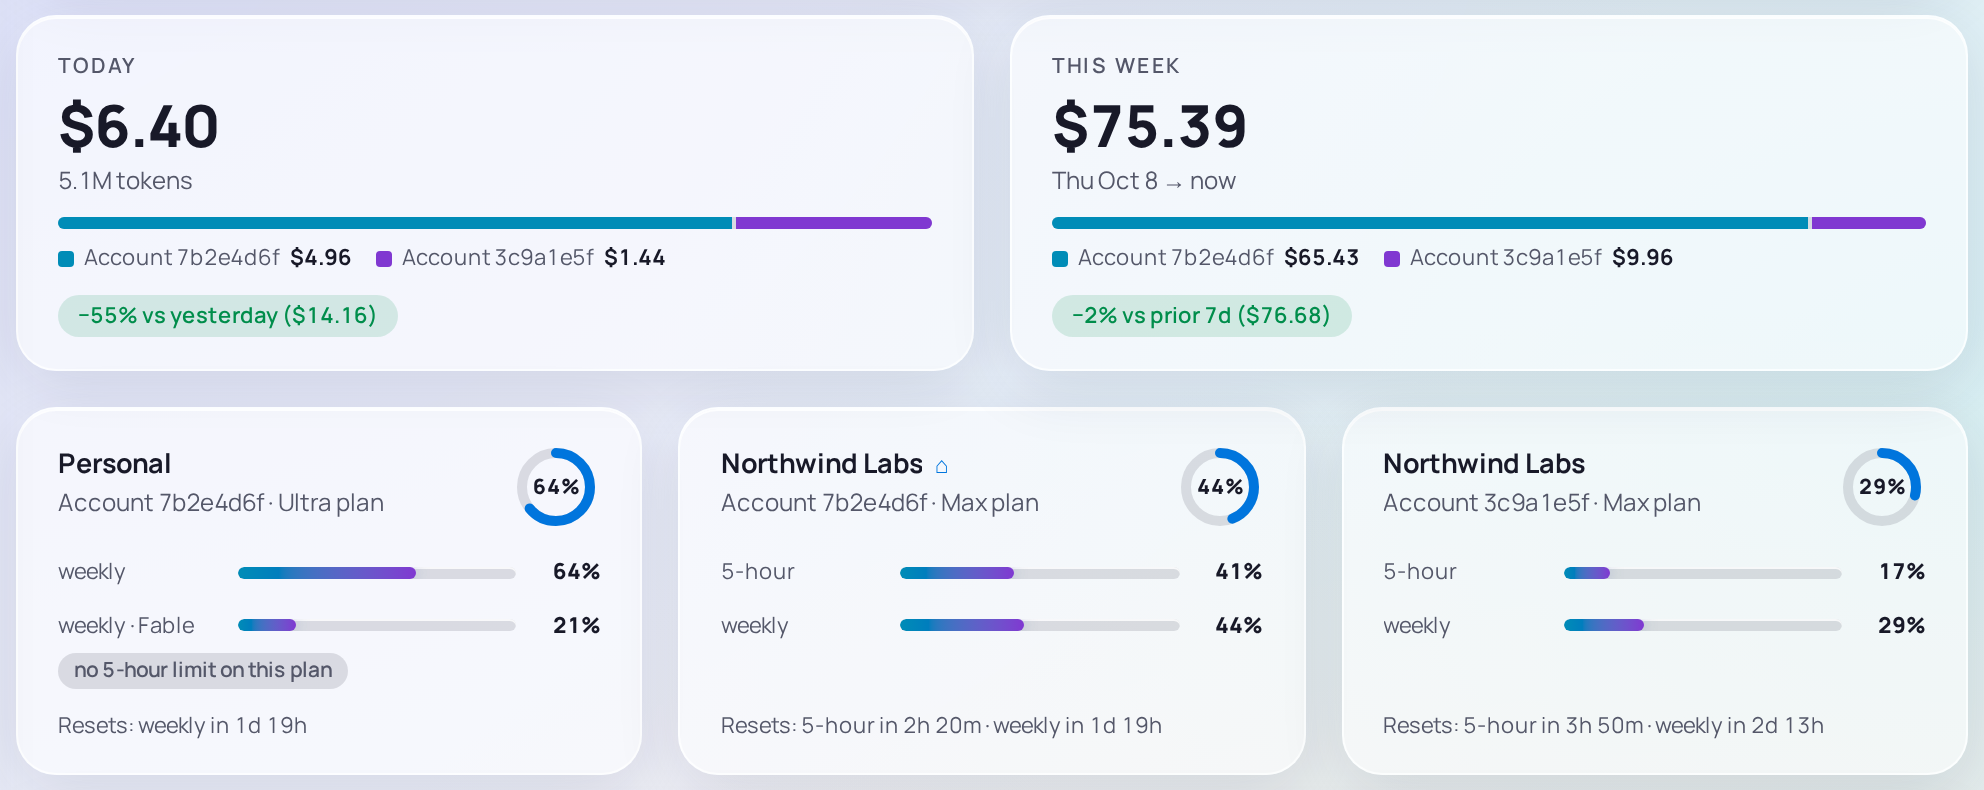 TODAY
$6.40
5.1M tokens
Account 7b2e4d6f $4.96 Account 3c9a1e5f $1.44
−55% vs yesterday ($14.16)
THIS WEEK
$75.39
Thu Oct 8 → now
Account 7b2e4d6f $65.43 Account 3c9a1e5f $9.96
−2% vs prior 7d ($76.68)
Personal
Account 7b2e4d6f · Ultra plan
64%
weekly 64%
weekly · Fable 21%
no 5-hour limit on this plan
Resets: weekly in 1d 19h
Northwind Labs ⌂
Account 7b2e4d6f · Max plan
44%
5-hour 41%
weekly 44%
Resets: 5-hour in 2h 20m · weekly in 1d 19h
Northwind Labs
Account 3c9a1e5f · Max plan
29%
5-hour 17%
weekly 29%
Resets: 5-hour in 3h 50m · weekly in 2d 13h